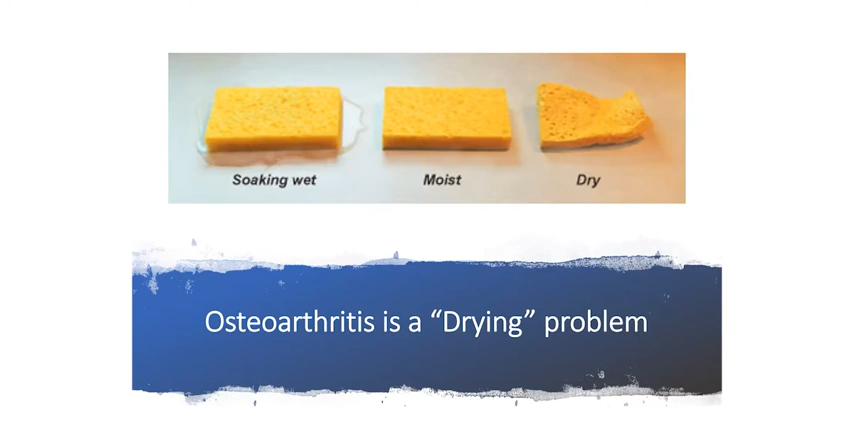 Soaking wet
Moist
Dry
Osteoarthritis is a “Drying” problem